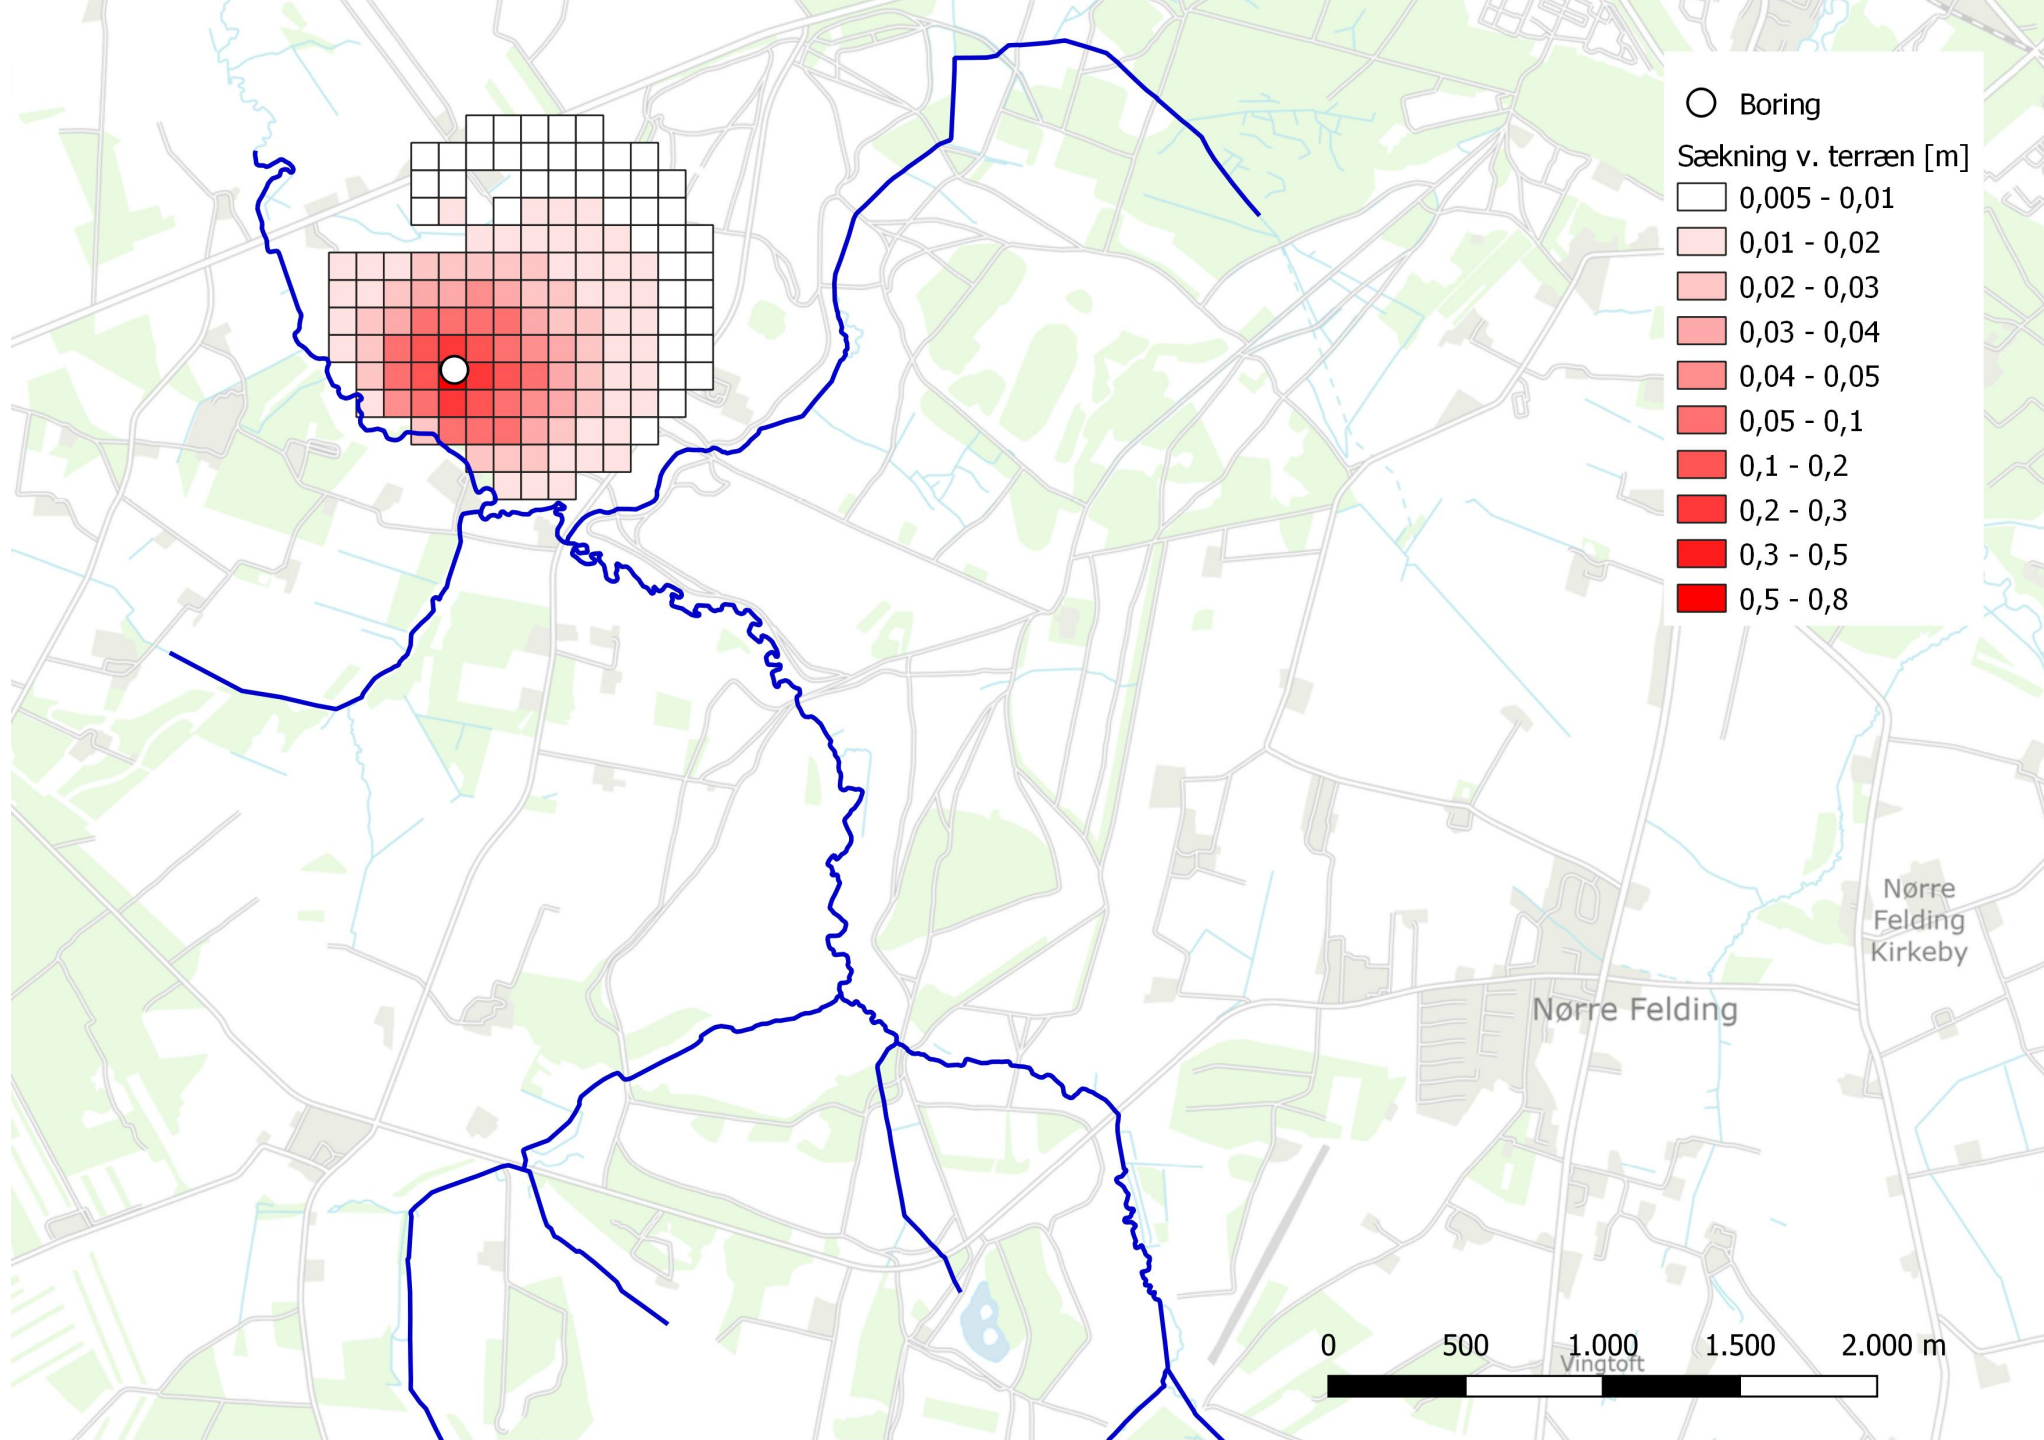 Boring
Sækning v. terræn [m]
0,005 - 0,01
0,01 - 0,02
0,02 - 0,03
0,03 - 0,04
0,04 - 0,05
0,05 - 0,1
0,1 - 0,2
0,2 - 0,3
0,3 - 0,5
0,5 - 0,8
Nørre
Felding
Kirkeby
Nørre Felding
0 500 1.000 1.500 2.000 m
Vingtoft